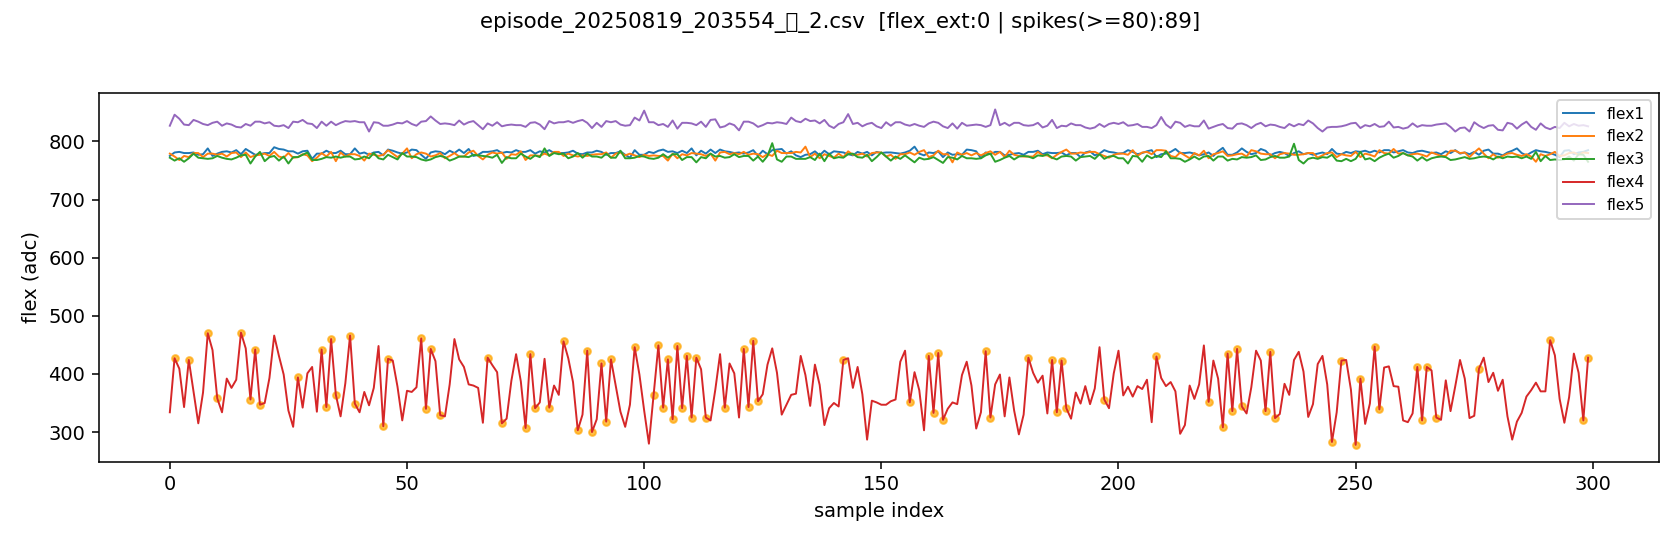 episode_20250819_203554_▯_2.csv [flex_ext:0 | spikes(>=80):89]
flex1
flex2
flex3
flex4
flex5
flex (adc)
800
700
600
500
400
300
0
50
100
150
200
250
300
sample index